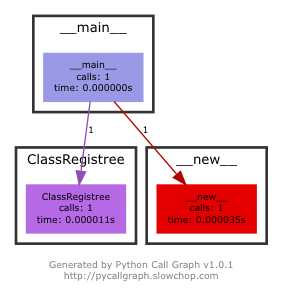 __main__
__main__
calls: 1
time: 0.000000s
1
1
ClassRegistree
ClassRegistree
calls: 1
time: 0.000011s
__new__
__new__
calls: 1
time: 0.000035s
Generated by Python Call Graph v1.0.1
http://pycallgraph.slowchop.com